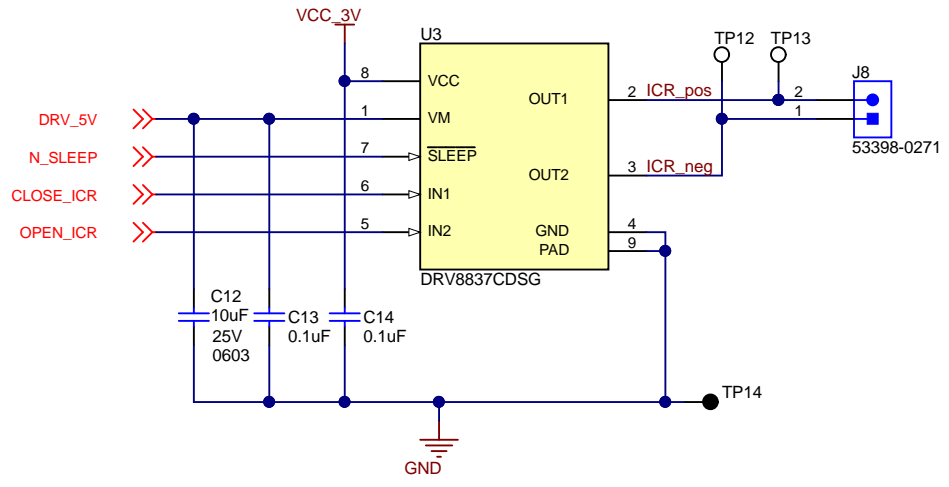 VCC_3V
U3
TP12
TP13
8
VCC
J8
OUT1
2
ICR_pos
2
DRV_5V
1
VM
1
N_SLEEP
7
SLEEP
53398-0271
OUT2
3
ICR_neg
CLOSE_ICR
6
IN1
OPEN_ICR
5
IN2
GND
4
PAD
9
DRV8837CDSG
C12
10uF
25V
0603
C13
0.1uF
C14
0.1uF
TP14
GND